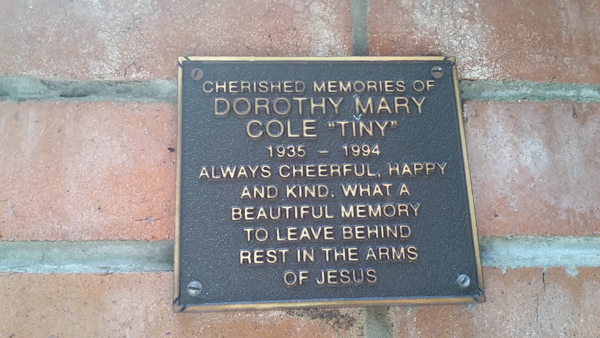 CHERISHED MEMORIES OF
DOROTHY MARY
COLE "TINY"
1935 - 1994
ALWAYS CHEERFUL, HAPPY
AND KIND. WHAT A
BEAUTIFUL MEMORY
TO LEAVE BEHIND
REST IN THE ARMS
OF JESUS